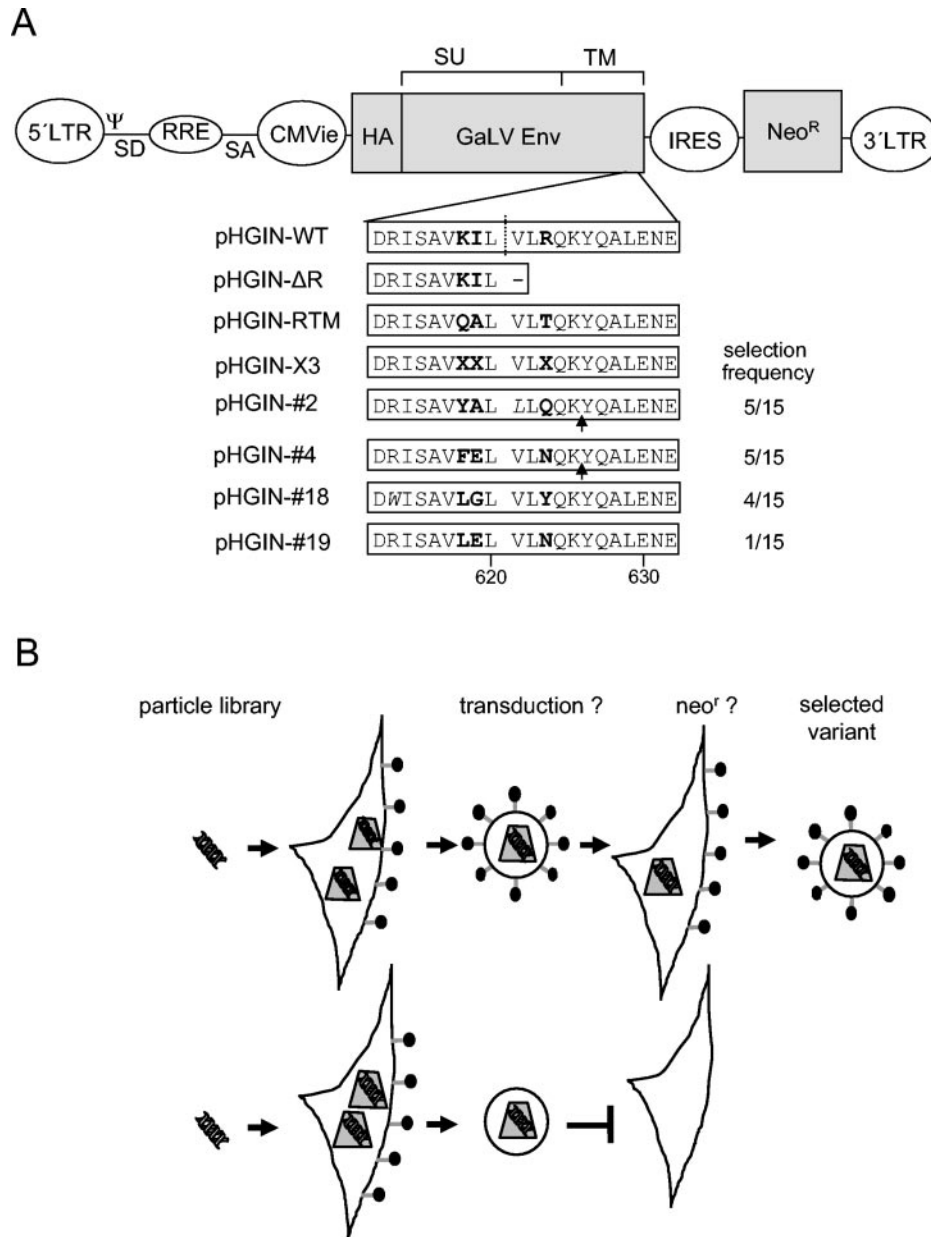 A
SU TM
5´LTR Ψ SD RRE SA CMVie HA GaLV Env IRES Neo^R 3´LTR
pHGIN-WT DRISAVKIL VLRQKYQALENE
pHGIN-ΔR DRISAVKIL –
pHGIN-RTM DRISAVQAL VLTQKYQALENE
pHGIN-X3 DRISAVXXL VLXQKYQALENE
selection
frequency
pHGIN-#2 DRISAVYAL LLQQKYQALENE 5/15
pHGIN-#4 DRISAVFEL VLNQKYQALENE 5/15
pHGIN-#18 DWISAVLGL VLYQKYQALENE 4/15
pHGIN-#19 DRISAVLEL VLNQKYQALENE 1/15
620 630
B
particle library transduction ? neo^r ? selected
variant